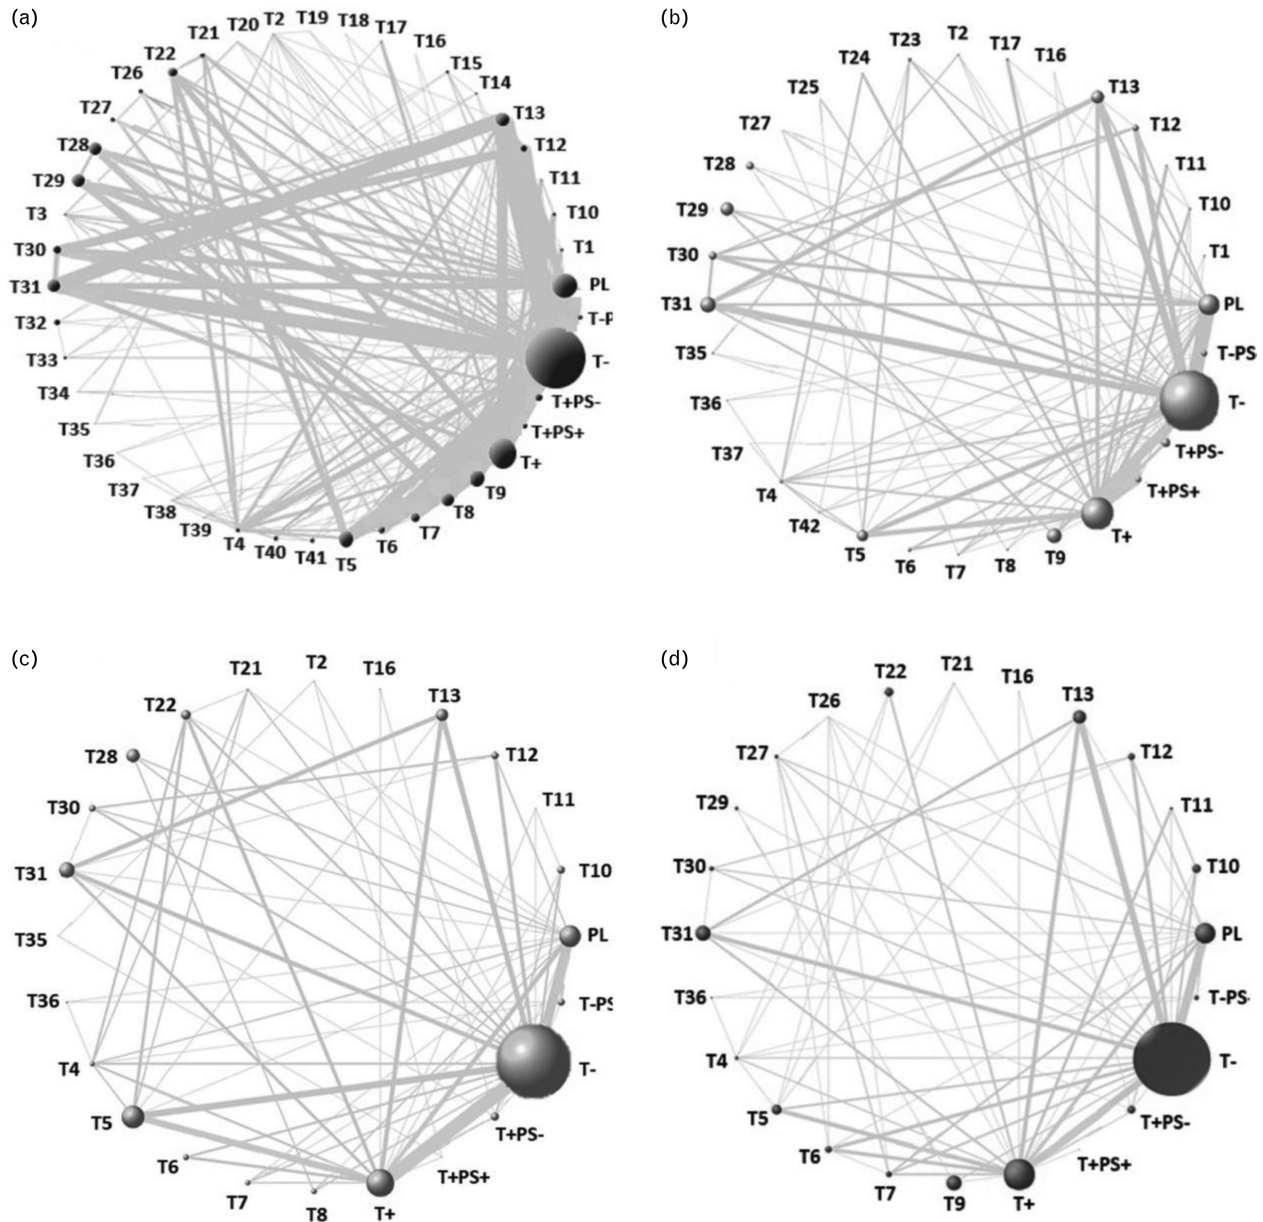 (a)
T20
T2
T19
T18
T17
T16
T15
T14
T13
T12
T11
T10
T1
PL
T-P
T-
T+PS-
T+PS+
T+
T9
T8
T7
T6
T5
T41
T40
T4
T39
T38
T37
T36
T35
T34
T33
T32
T31
T30
T3
T29
T28
T27
T26
T22
T21
(b)
T23
T2
T17
T16
T13
T12
T11
T10
T1
PL
T-PS
T-
T+PS-
T+PS+
T+
T9
T8
T7
T6
T5
T42
T4
T37
T36
T35
T31
T30
T29
T28
T27
T25
T24
(c)
T21
T2
T16
T13
T12
T11
T10
PL
T-PS
T-
T+PS-
T+PS+
T+
T8
T7
T6
T5
T4
T36
T35
T31
T30
T28
T22
(d)
T22
T21
T16
T13
T12
T11
T10
PL
T-PS-
T-
T+PS-
T+PS+
T+
T9
T7
T6
T5
T4
T36
T31
T30
T29
T27
T26